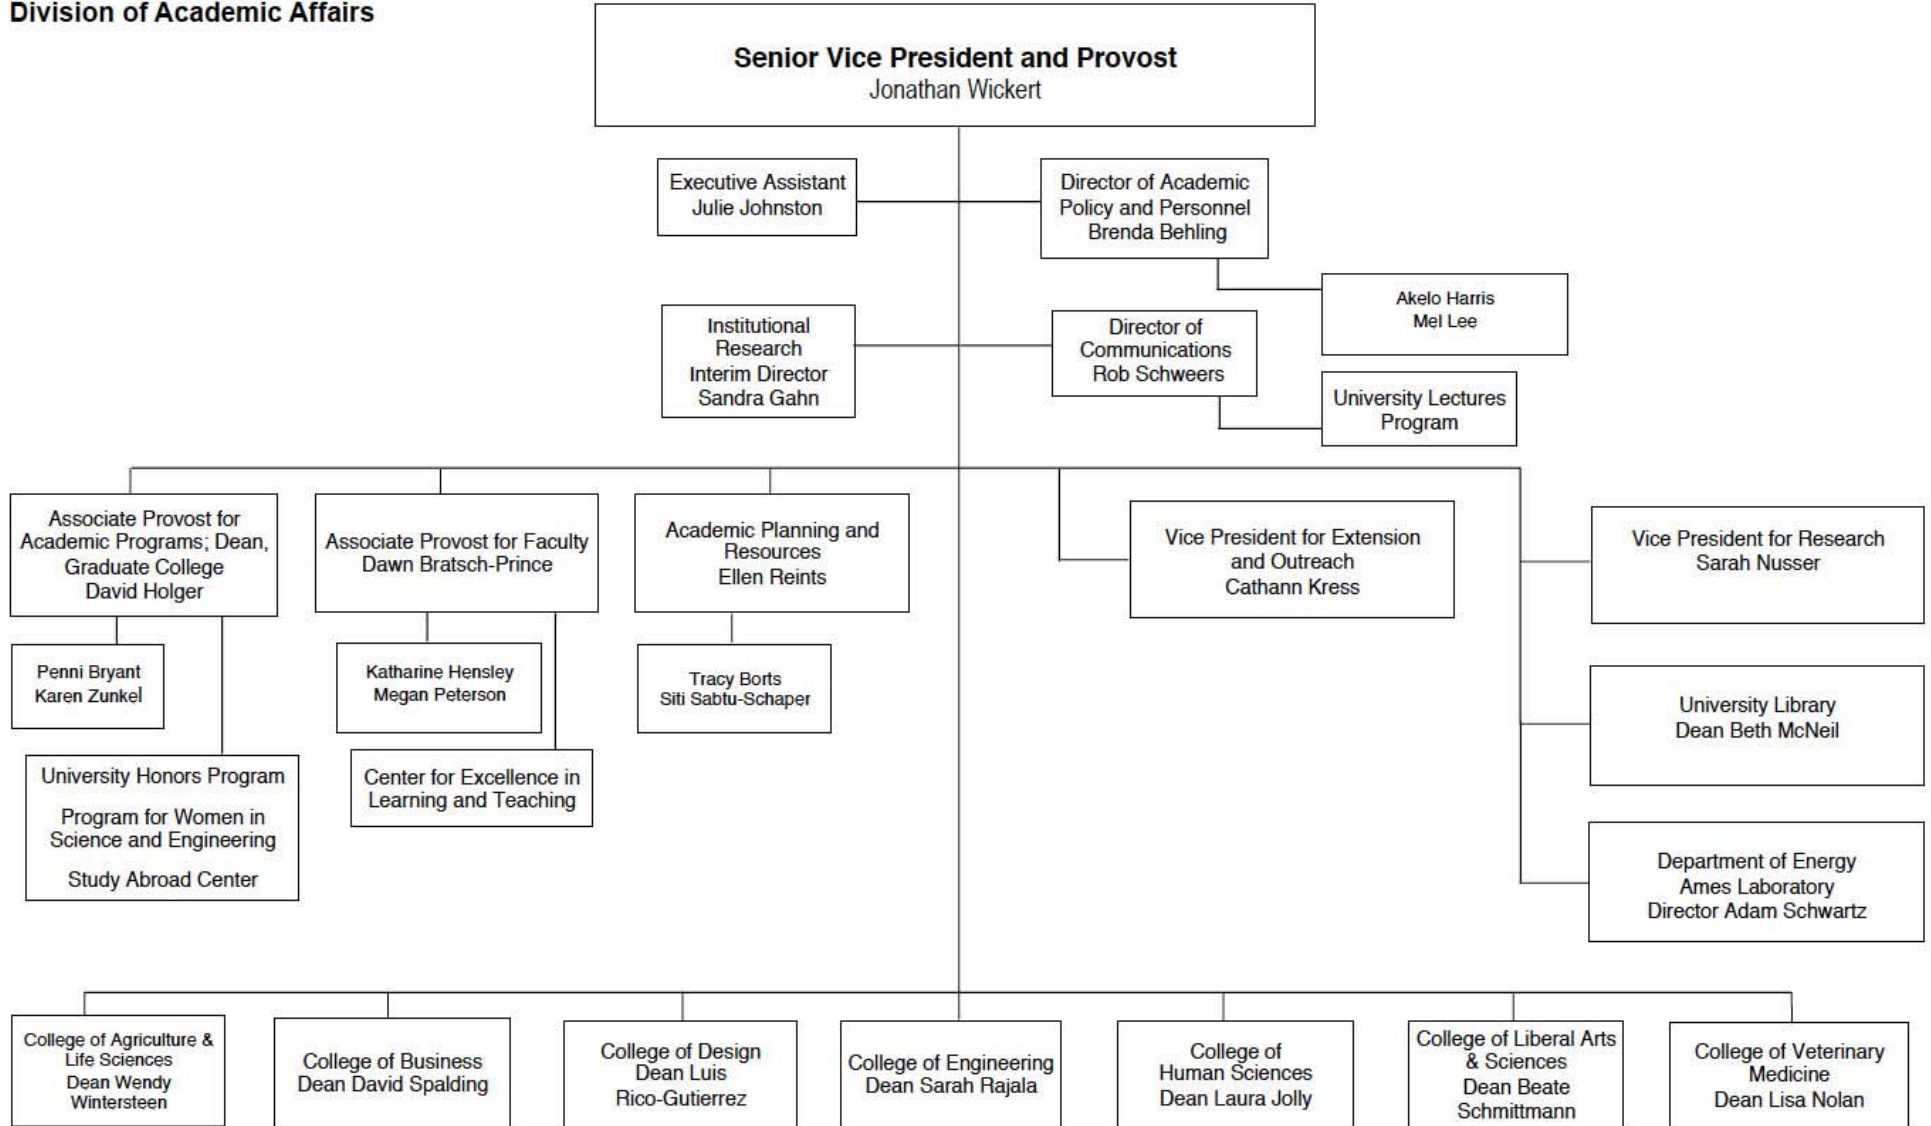 Division of Academic Affairs
Senior Vice President and Provost
Jonathan Wickert
Executive Assistant
Julie Johnston
Director of Academic
Policy and Personnel
Brenda Behling
Akelo Harris
Mel Lee
Institutional
Research
Interim Director
Sandra Gahn
Director of
Communications
Rob Schweers
University Lectures
Program
Associate Provost for
Academic Programs; Dean,
Graduate College
David Holger
Associate Provost for Faculty
Dawn Bratsch-Prince
Academic Planning and
Resources
Ellen Reints
Vice President for Extension
and Outreach
Cathann Kress
Vice President for Research
Sarah Nusser
Penni Bryant
Karen Zunkel
Katharine Hensley
Megan Peterson
Tracy Borts
Siti Sabtu-Schaper
University Library
Dean Beth McNeil
University Honors Program
Program for Women in
Science and Engineering
Study Abroad Center
Center for Excellence in
Learning and Teaching
Department of Energy
Ames Laboratory
Director Adam Schwartz
College of Agriculture &
Life Sciences
Dean Wendy
Wintersteen
College of Business
Dean David Spalding
College of Design
Dean Luis
Rico-Gutierrez
College of Engineering
Dean Sarah Rajala
College of
Human Sciences
Dean Laura Jolly
College of Liberal Arts
& Sciences
Dean Beate
Schmittmann
College of Veterinary
Medicine
Dean Lisa Nolan